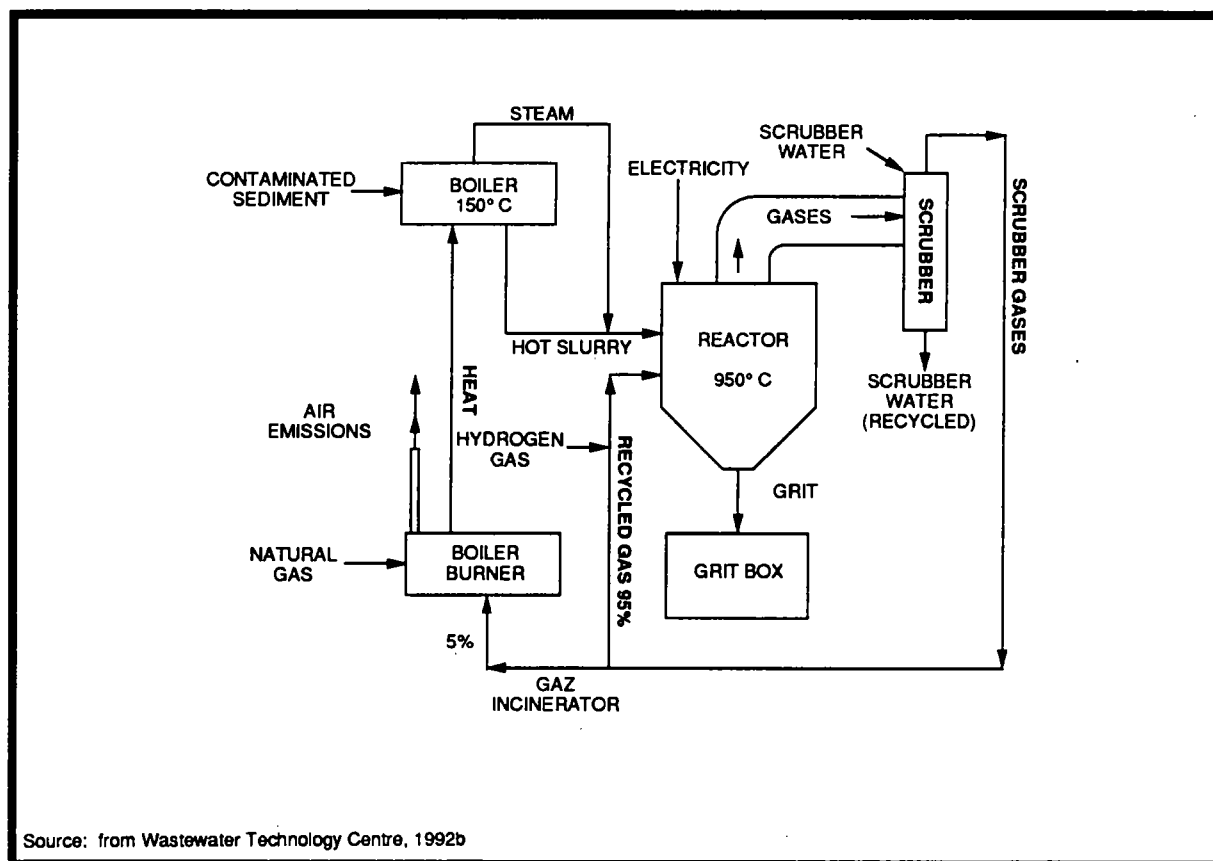 STEAM
SCRUBBER
WATER
CONTAMINATED
SEDIMENT
BOILER
150° C
ELECTRICITY
GASES
SCRUBBER
SCRUBBER GASES
HOT SLURRY
REACTOR
950° C
SCRUBBER
WATER
(RECYCLED)
HEAT
AIR
EMISSIONS
HYDROGEN
GAS
RECYCLED GAS 95%
GRIT
NATURAL
GAS
BOILER
BURNER
GRIT BOX
5%
GAZ
INCINERATOR
Source: from Wastewater Technology Centre, 1992b